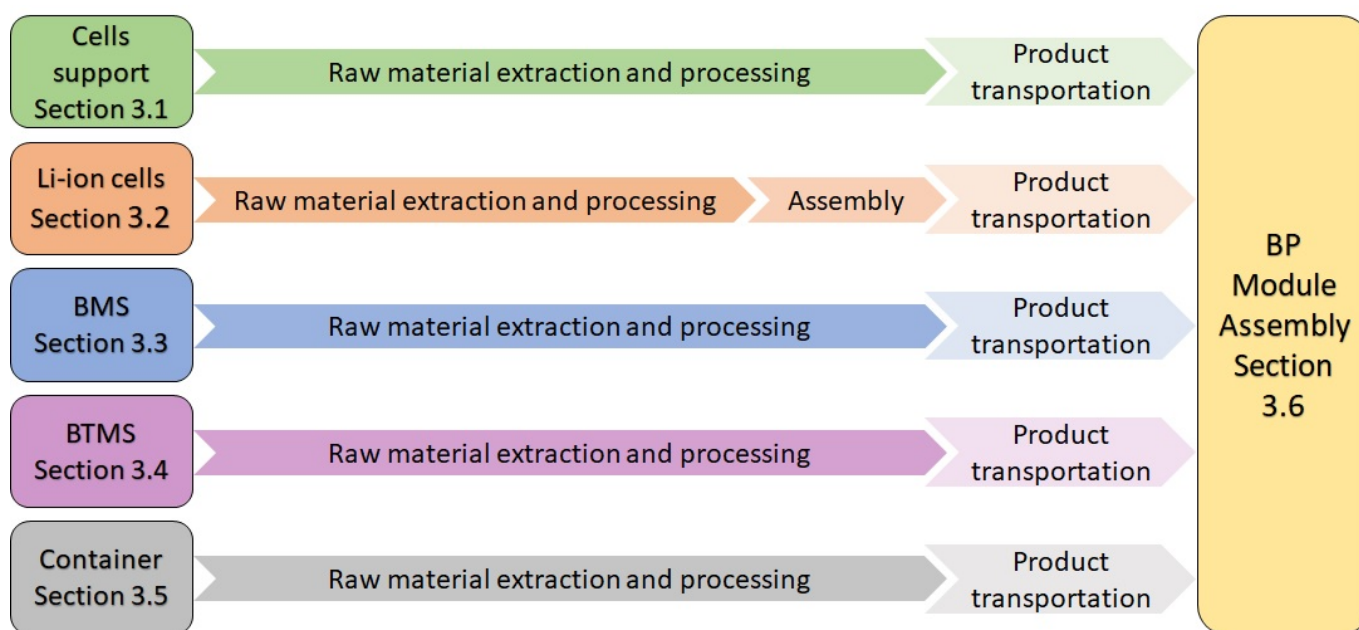 Cells
support
Section 3.1
Raw material extraction and processing
Product
transportation
Li-ion cells
Section 3.2
Raw material extraction and processing
Assembly
Product
transportation
BMS
Section 3.3
Raw material extraction and processing
Product
transportation
BTMS
Section 3.4
Raw material extraction and processing
Product
transportation
Container
Section 3.5
Raw material extraction and processing
Product
transportation
BP
Module
Assembly
Section
3.6